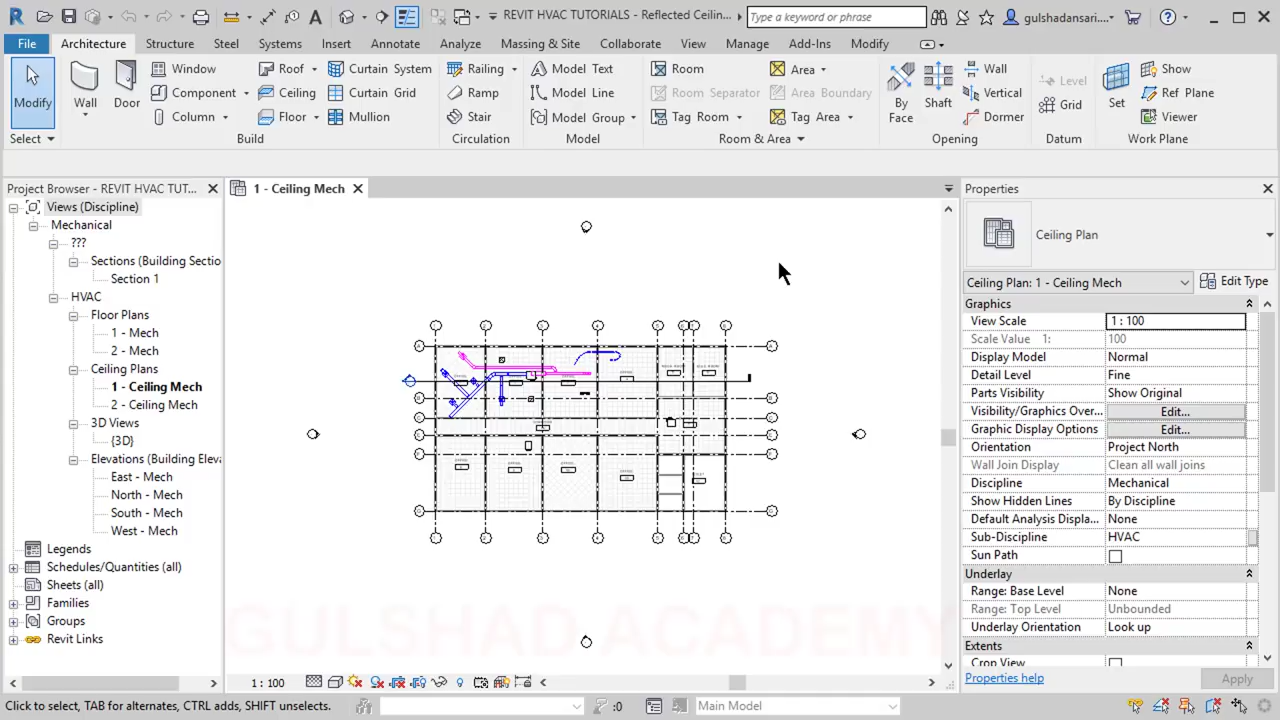 REVIT HVAC TUTORIALS - Reflected Ceilin...
Type a keyword or phrase
gulshadansari....
File
Architecture
Structure
Steel
Systems
Insert
Annotate
Analyze
Massing & Site
Collaborate
View
Manage
Add-Ins
Modify
Modify
Select
Wall
Door
Window
Component
Column
Roof
Ceiling
Floor
Curtain System
Curtain Grid
Mullion
Build
Railing
Ramp
Stair
Circulation
Model Text
Model Line
Model Group
Model
Room
Room Separator
Tag Room
Area
Area Boundary
Tag Area
Room & Area
By
Face
Shaft
Wall
Vertical
Dormer
Opening
Level
Grid
Datum
Set
Show
Ref Plane
Viewer
Work Plane
Project Browser - REVIT HVAC TUT...
Views (Discipline)
Mechanical
???
Sections (Building Sectio
Section 1
HVAC
Floor Plans
1 - Mech
2 - Mech
Ceiling Plans
1 - Ceiling Mech
2 - Ceiling Mech
3D Views
{3D}
Elevations (Building Eleva
East - Mech
North - Mech
South - Mech
West - Mech
Legends
Schedules/Quantities (all)
Sheets (all)
Families
Groups
Revit Links
1 - Ceiling Mech
GULSHAD ACADEMY
1 : 100
Properties
Ceiling Plan
Ceiling Plan: 1 - Ceiling Mech
Edit Type
Graphics
View Scale 1 : 100
Scale Value 1: 100
Display Model Normal
Detail Level Fine
Parts Visibility Show Original
Visibility/Graphics Over... Edit...
Graphic Display Options Edit...
Orientation Project North
Wall Join Display Clean all wall joins
Discipline Mechanical
Show Hidden Lines By Discipline
Default Analysis Displa... None
Sub-Discipline HVAC
Sun Path
Underlay
Range: Base Level None
Range: Top Level Unbounded
Underlay Orientation Look up
Extents
Crop View
Properties help
Apply
Click to select, TAB for alternates, CTRL adds, SHIFT unselects.
:0
Main Model